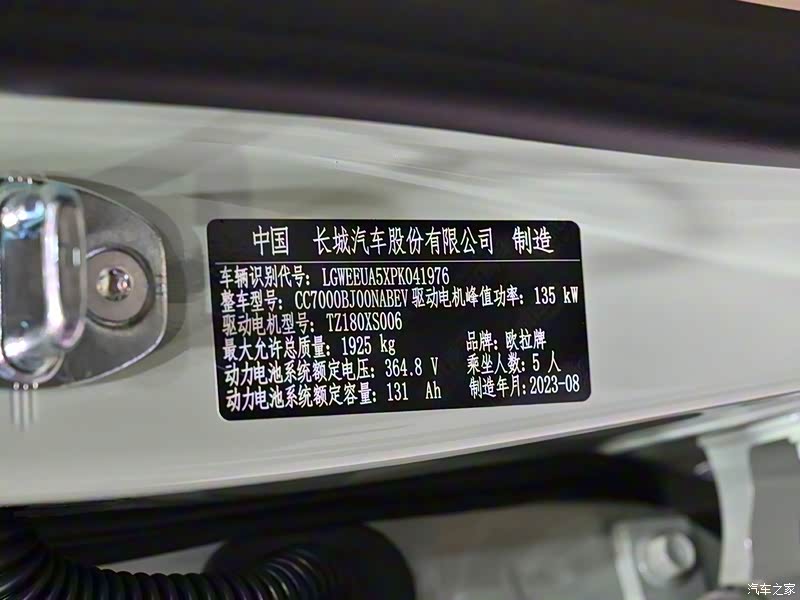 中国 长城汽车股份有限公司 制造
车辆识别代号: LGWEEUA5XPK041976
整车型号: CC7000BJ00NABEV 驱动电机峰值功率: 135 kW
驱动电机型号: TZ180XS006
最大允许总质量: 1925 kg 品牌: 欧拉牌
动力电池系统额定电压: 364.8 V 乘坐人数: 5 人
动力电池系统额定容量: 131 Ah 制造年月: 2023-08
汽车之家